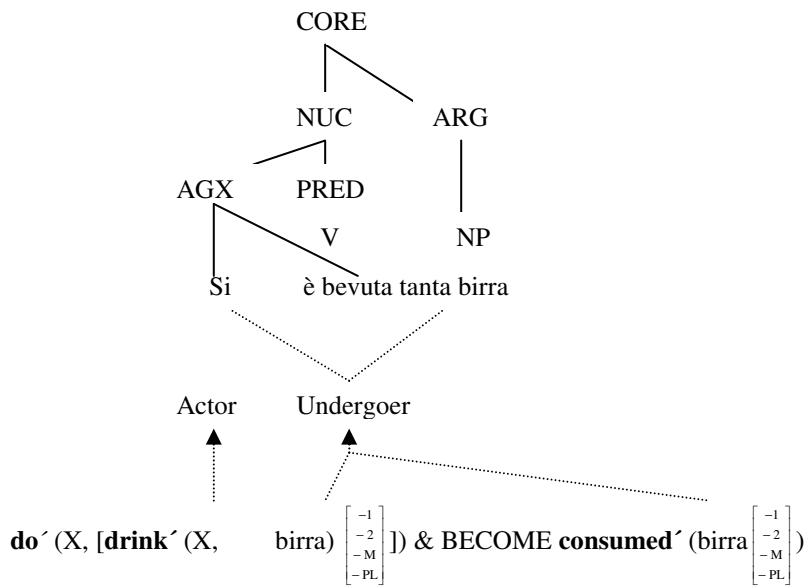 CORE
NUC ARG
AGX PRED
V NP
Si è bevuta tanta birra
Actor Undergoer
do´ (X, [drink´ (X, birra) [−1 −2 −M −PL] ]) & BECOME consumed´ (birra [−1 −2 −M −PL] )